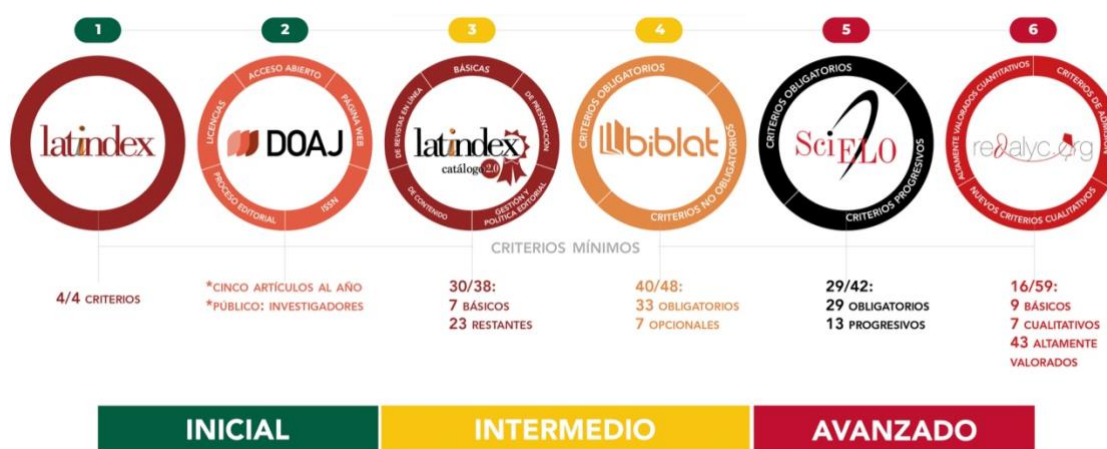 1
2
3
4
5
6
latindex
ACCESO ABIERTO
PÁGINA WEB
ISSN
PROCESO EDITORIAL
LICENCIAS
DOAJ
BÁSICAS
DE PRESENTACIÓN
GESTIÓN Y
POLÍTICA EDITORIAL
DE CONTENIDO
DE REVISTAS EN LÍNEA
latindex
catálogo 2.0
CRITERIOS OBLIGATORIOS
CRITERIOS NO OBLIGATORIOS
biblat
CRITERIOS OBLIGATORIOS
CRITERIOS PROGRESIVOS
SciELO
ALTAMENTE VALORADOS CUANTITATIVOS
CRITERIOS DE
NUEVOS CRITERIOS CUALITATIVOS
redalyc.org
CRITERIOS MÍNIMOS
4/4 CRITERIOS
*CINCO ARTÍCULOS AL AÑO
*PÚBLICO: INVESTIGADORES
30/38:
7 BÁSICOS
23 RESTANTES
40/48:
33 OBLIGATORIOS
7 OPCIONALES
29/42:
29 OBLIGATORIOS
13 PROGRESIVOS
16/59:
9 BÁSICOS
7 CUALITATIVOS
43 ALTAMENTE
VALORADOS
INICIAL
INTERMEDIO
AVANZADO